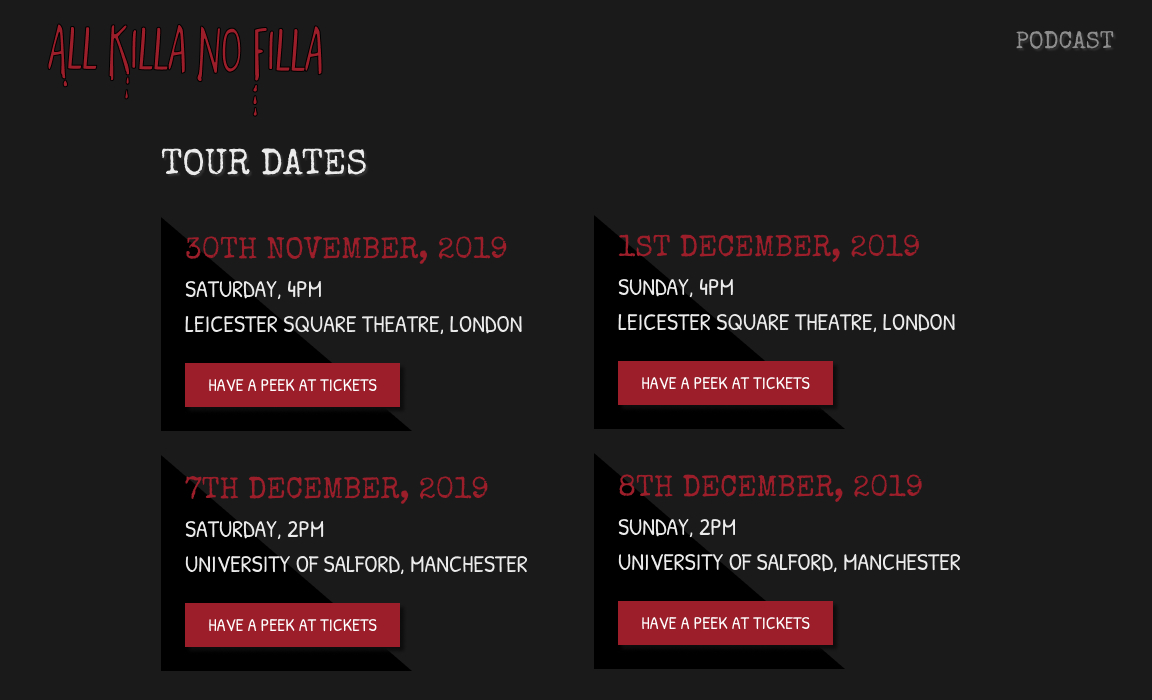 ALL KILLA NO FILLA
PODCAST
TOUR DATES
30TH NOVEMBER, 2019
SATURDAY, 4PM
LEICESTER SQUARE THEATRE, LONDON
HAVE A PEEK AT TICKETS
1ST DECEMBER, 2019
SUNDAY, 4PM
LEICESTER SQUARE THEATRE, LONDON
HAVE A PEEK AT TICKETS
7TH DECEMBER, 2019
SATURDAY, 2PM
UNIVERSITY OF SALFORD, MANCHESTER
HAVE A PEEK AT TICKETS
8TH DECEMBER, 2019
SUNDAY, 2PM
UNIVERSITY OF SALFORD, MANCHESTER
HAVE A PEEK AT TICKETS